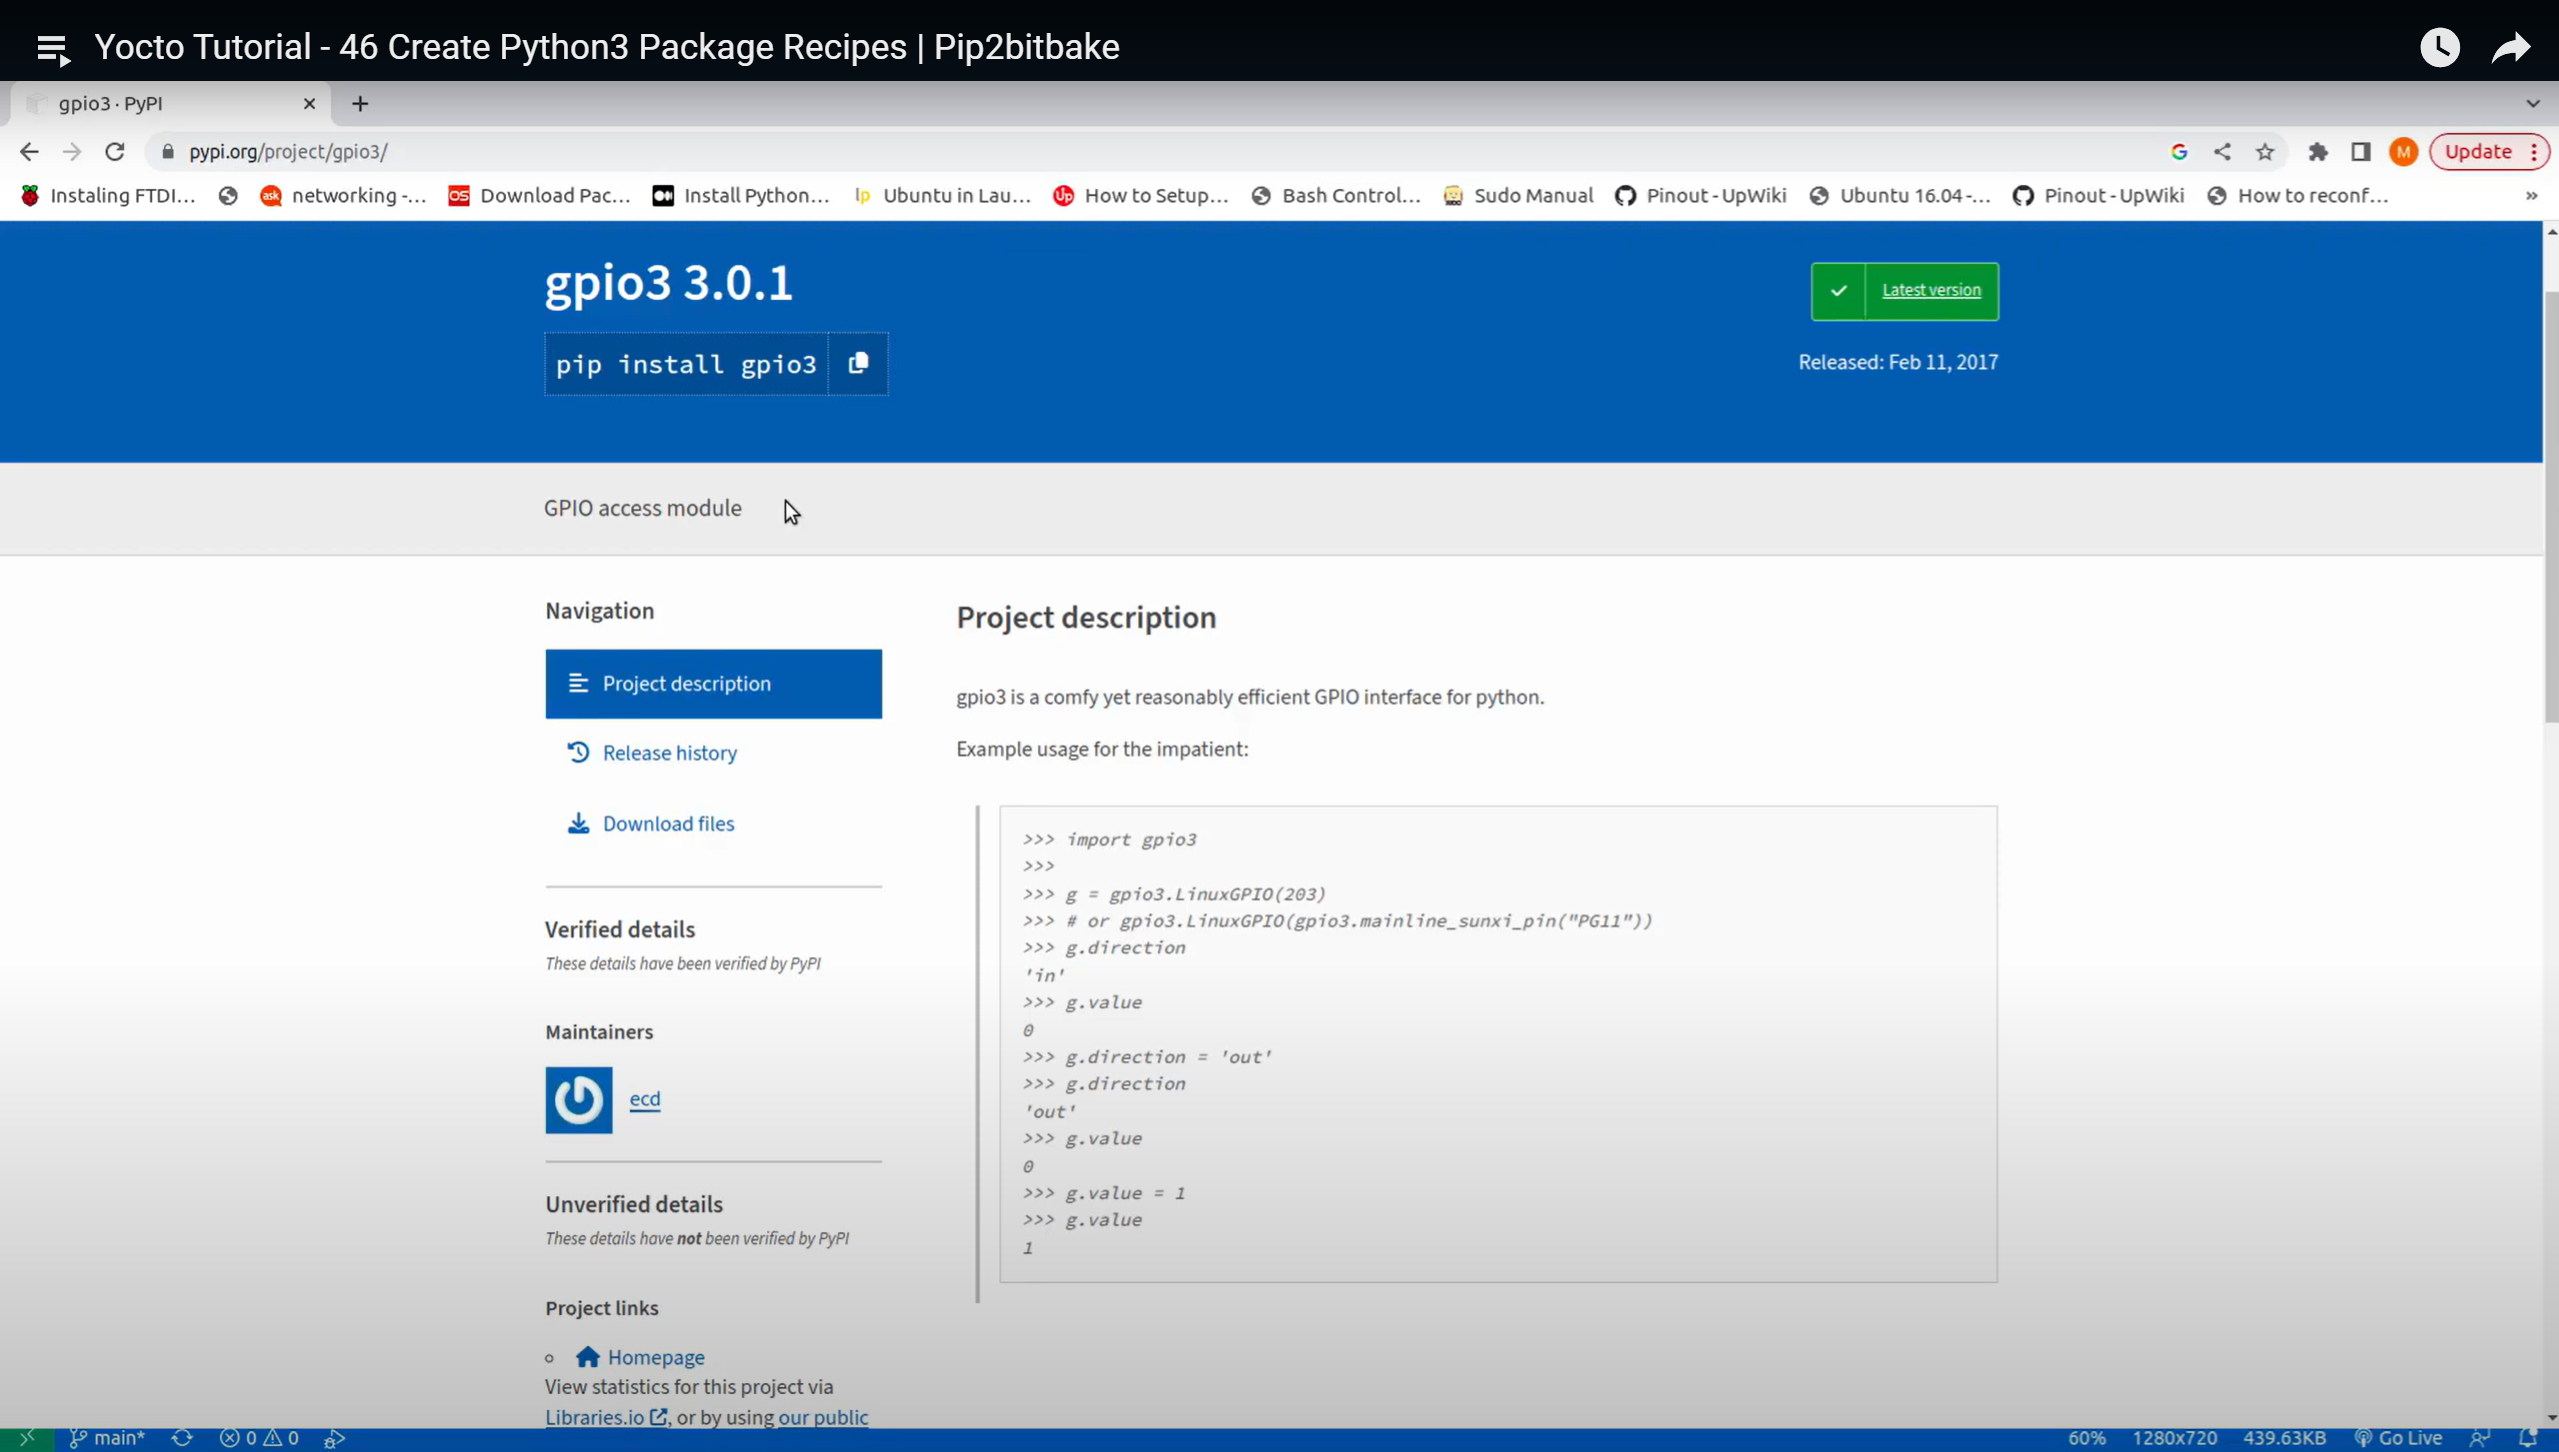 Yocto Tutorial - 46 Create Python3 Package Recipes | Pip2bitbake
gpio3 · PyPI
pypi.org/project/gpio3/
Update
Instaling FTDI...
networking -...
Download Pac...
Install Python...
Ubuntu in Lau...
How to Setup...
Bash Control...
Sudo Manual
Pinout - UpWiki
Ubuntu 16.04 -...
Pinout - UpWiki
How to reconf...
gpio3 3.0.1
Latest version
pip install gpio3
Released: Feb 11, 2017
GPIO access module
Navigation
Project description
Release history
Download files
Verified details
These details have been verified by PyPI
Maintainers
ecd
Unverified details
These details have not been verified by PyPI
Project links
Homepage
View statistics for this project via
Libraries.io, or by using our public
Project description
gpio3 is a comfy yet reasonably efficient GPIO interface for python.
Example usage for the impatient:
>>> import gpio3
>>>
>>> g = gpio3.LinuxGPIO(203)
>>> # or gpio3.LinuxGPIO(gpio3.mainline_sunxi_pin("PG11"))
>>> g.direction
'in'
>>> g.value
0
>>> g.direction = 'out'
>>> g.direction
'out'
>>> g.value
0
>>> g.value = 1
>>> g.value
1
main* 0 0 60% 1280x720 439.63KB Go Live